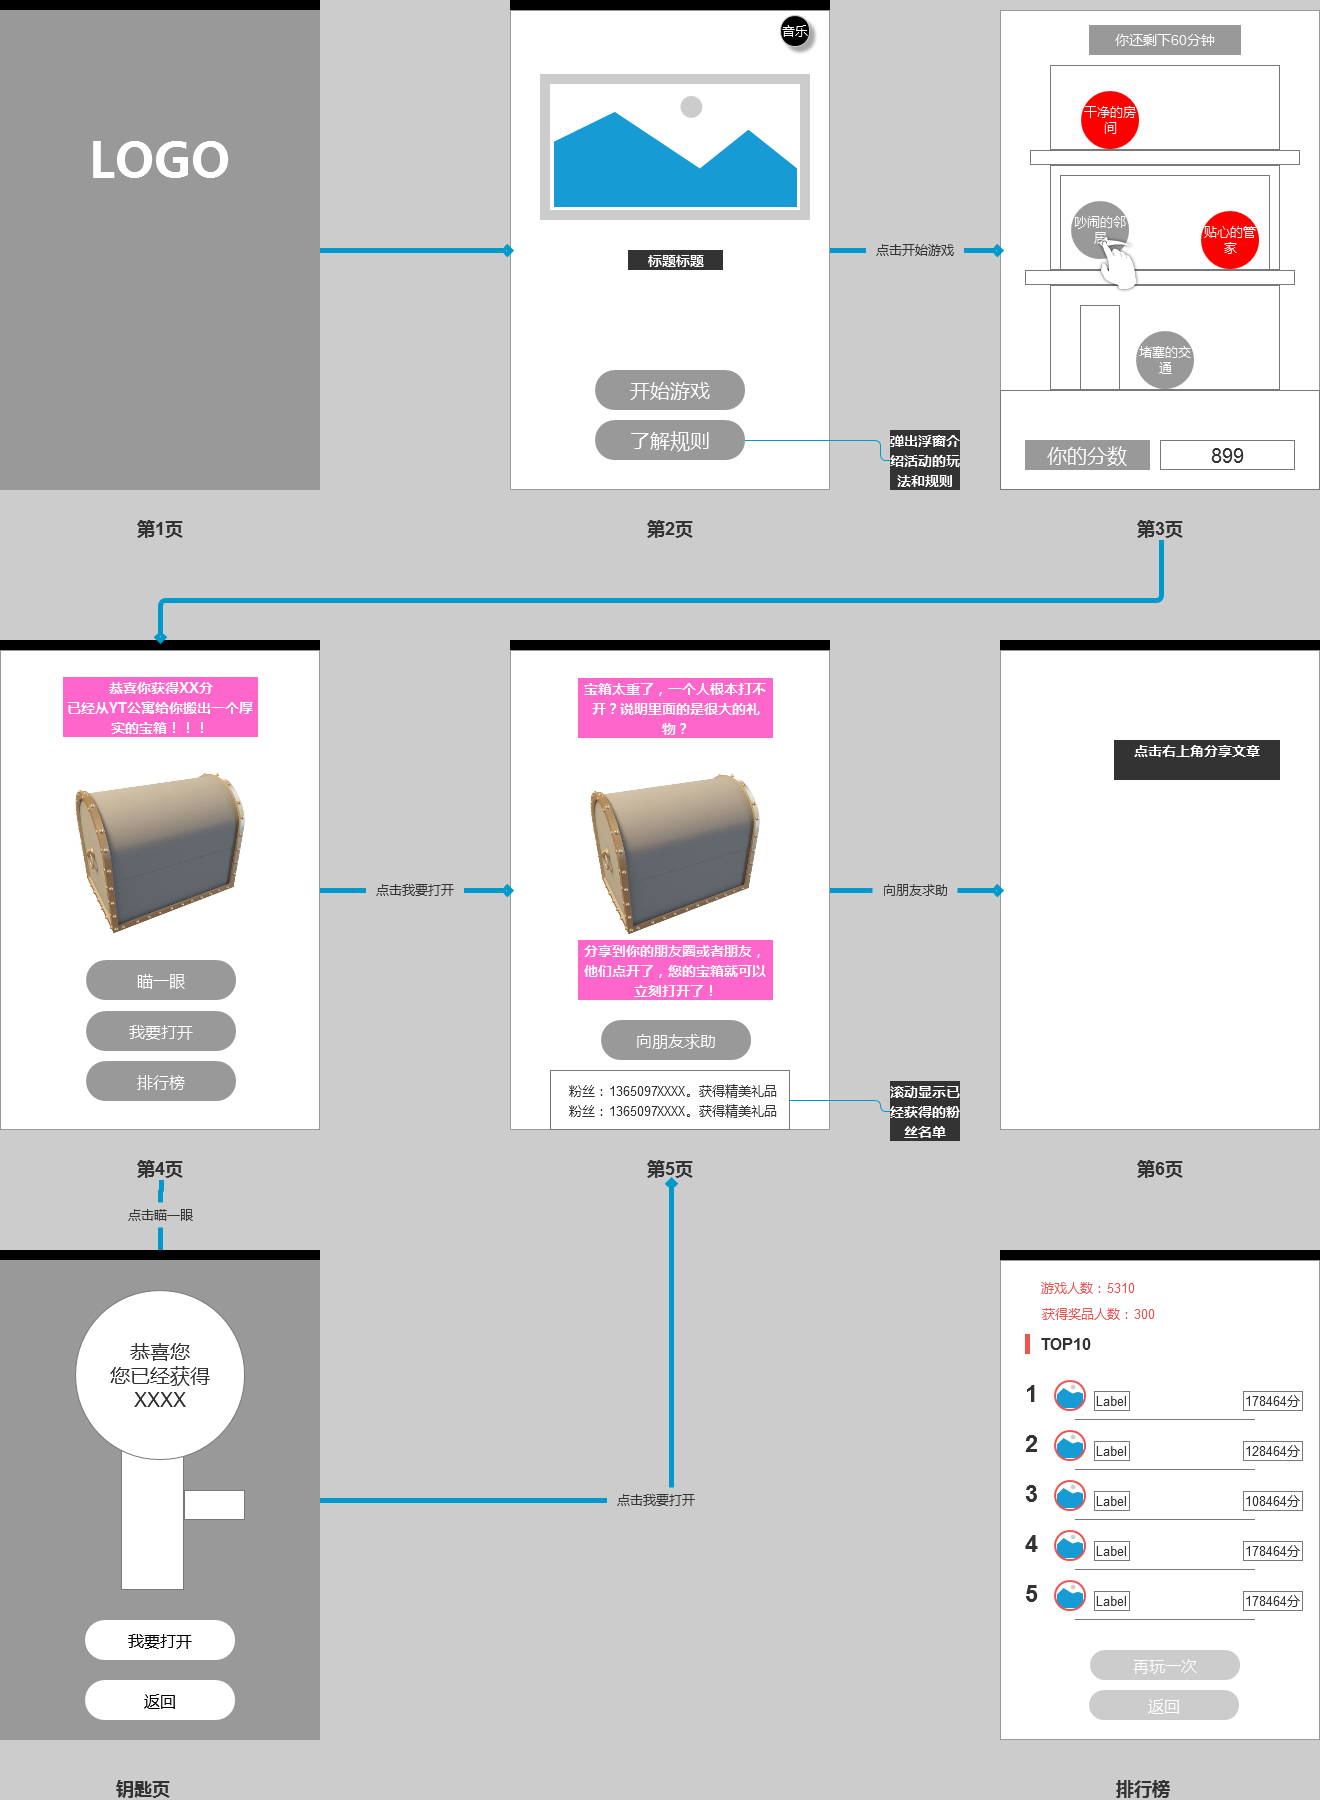 LOGO
音乐
标题标题
开始游戏
了解规则
弹出浮窗介
绍活动的玩
法和规则
点击开始游戏
你还剩下60分钟
干净的房
间
吵闹的邻
居
贴心的管
家
堵塞的交
通
你的分数
899
第1页
第2页
第3页
恭喜你获得XX分
已经从YT公寓给你搬出一个厚
实的宝箱！！！
瞄一眼
我要打开
排行榜
点击我要打开
宝箱太重了，一个人根本打不
开？说明里面的是很大的礼
物？
分享到你的朋友圈或者朋友，
他们点开了，您的宝箱就可以
立刻打开了！
向朋友求助
粉丝：1365097XXXX。获得精美礼品
粉丝：1365097XXXX。获得精美礼品
滚动显示已
经获得的粉
丝名单
向朋友求助
点击右上角分享文章
第4页
第5页
第6页
点击瞄一眼
恭喜您
您已经获得
XXXX
我要打开
返回
点击我要打开
游戏人数：5310
获得奖品人数：300
TOP10
1 Label 178464分
2 Label 128464分
3 Label 108464分
4 Label 178464分
5 Label 178464分
再玩一次
返回
钥匙页
排行榜